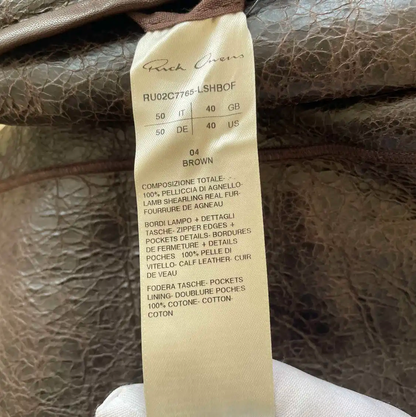 Rick Owens
RU02C7765-LSHBOF
50 IT 40 GB
50 DE 40 US
04
BROWN
COMPOSIZIONE TOTALE-
100% PELLICCIA DI AGNELLO-
LAMB SHEARLING REAL FUR-
FOURRURE DE AGNEAU
BORDI LAMPO + DETTAGLI
TASCHE- ZIPPER EDGES +
POCKETS DETAILS- BORDURES
DE FERMETURE + DETAILS
POCHES 100% PELLE DI
VITELLO- CALF LEATHER- CUIR
DE VEAU
FODERA TASCHE- POCKETS
LINING- DOUBLURE POCHES
100% COTONE- COTTON-
COTON